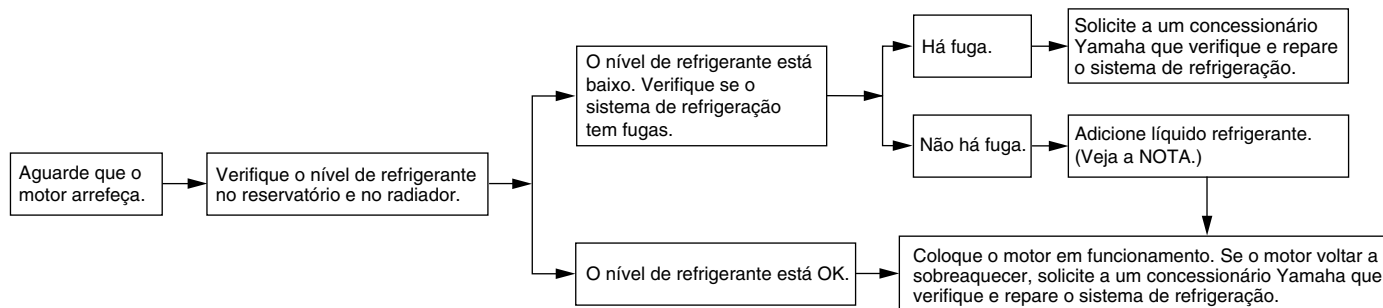 Aguarde que o
motor arrefeça.
Verifique o nível de refrigerante
no reservatório e no radiador.
O nível de refrigerante está
baixo. Verifique se o
sistema de refrigeração
tem fugas.
Há fuga.
Solicite a um concessionário
Yamaha que verifique e repare
o sistema de refrigeração.
Não há fuga.
Adicione líquido refrigerante.
(Veja a NOTA.)
O nível de refrigerante está OK.
Coloque o motor em funcionamento. Se o motor voltar a
sobreaquecer, solicite a um concessionário Yamaha que
verifique e repare o sistema de refrigeração.